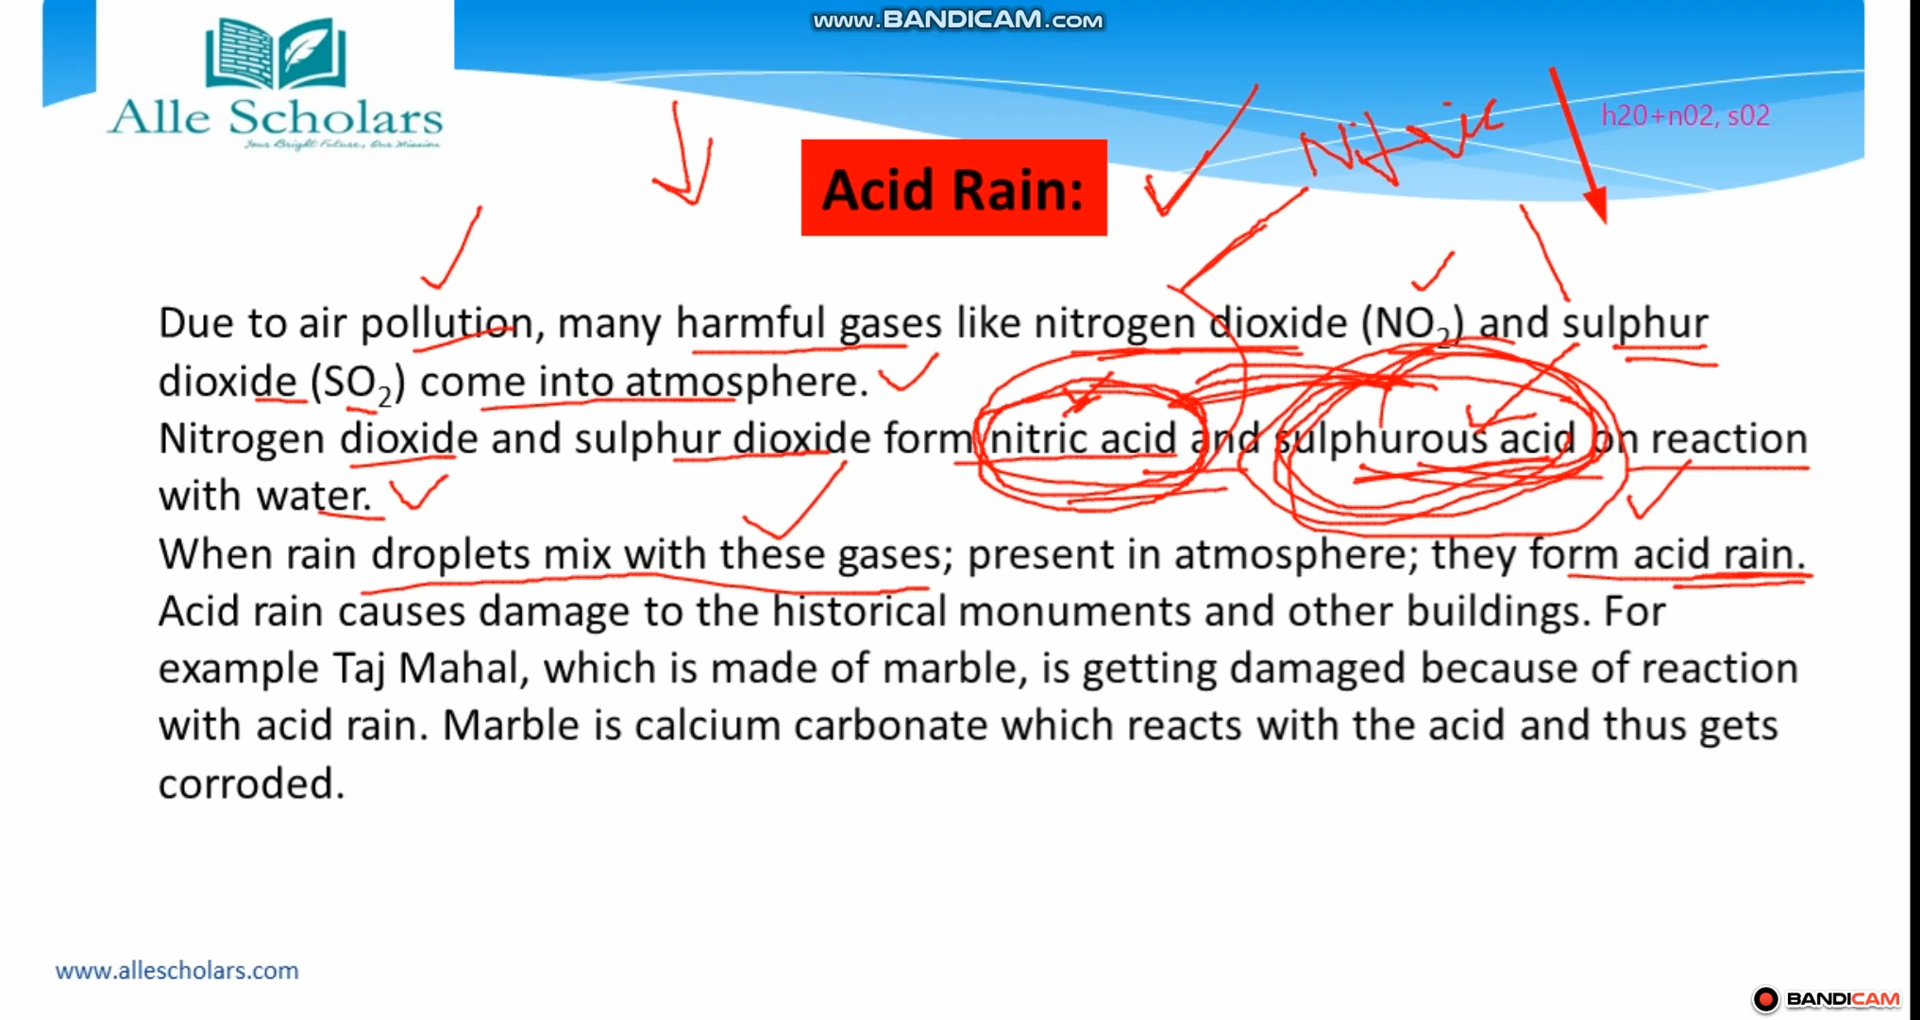 www.BANDICAM.com
Alle Scholars
Your Bright Future, Our Mission
Nitric
h20+n02, s02
Acid Rain:
Due to air pollution, many harmful gases like nitrogen dioxide (NO₂) and sulphur
dioxide (SO₂) come into atmosphere.
Nitrogen dioxide and sulphur dioxide form nitric acid and sulphurous acid on reaction
with water.
When rain droplets mix with these gases; present in atmosphere; they form acid rain.
Acid rain causes damage to the historical monuments and other buildings. For
example Taj Mahal, which is made of marble, is getting damaged because of reaction
with acid rain. Marble is calcium carbonate which reacts with the acid and thus gets
corroded.
www.allescholars.com
BANDICAM